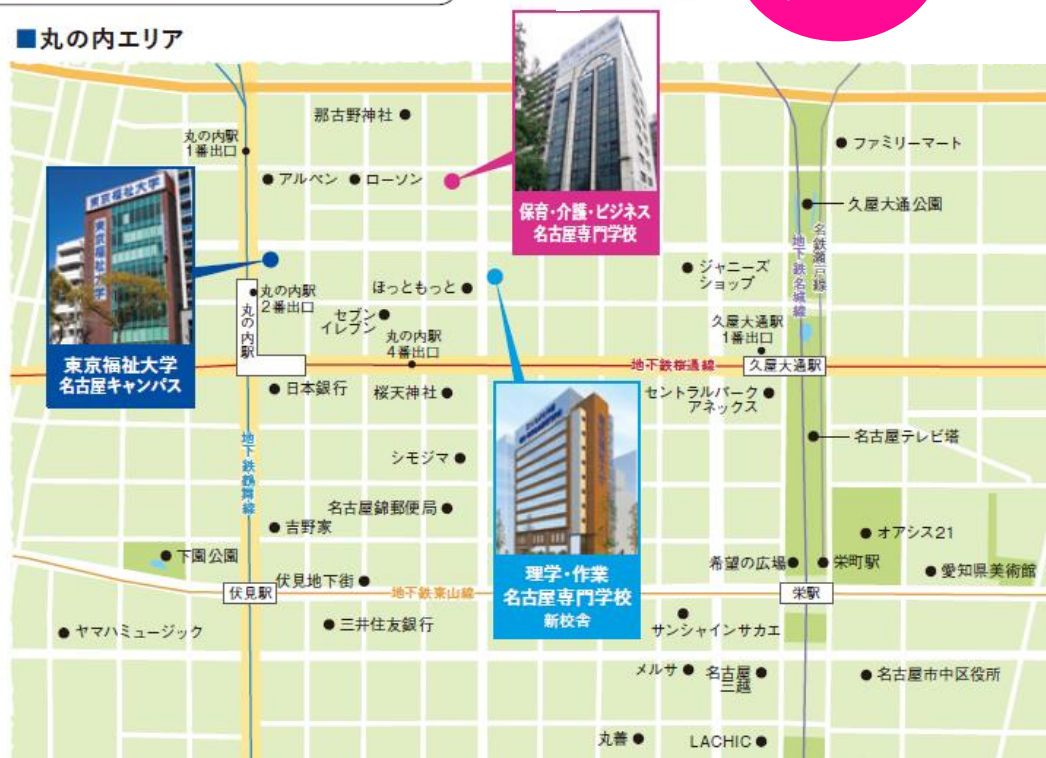 ■丸の内エリア
那古野神社
丸の内駅
1番出口
ファミリーマート
アルペン
ローソン
東京福祉大学
東京福祉大学
東京福祉大学
名古屋キャンパス
保育・介護・ビジネス
名古屋専門学校
久屋大通公園
名鉄瀬戸線
地下鉄名城線
ジャニーズ
ショップ
ほっともっと
丸の内駅
2番出口
セブン
イレブン
丸の内駅
丸の内駅
4番出口
久屋大通駅
1番出口
地下鉄桜通線
久屋大通駅
日本銀行
桜天神社
セントラルパーク
アネックス
名古屋テレビ塔
地下鉄鶴舞線
シモジマ
名古屋錦郵便局
吉野家
オアシス21
下園公園
伏見地下街
理学・作業
名古屋専門学校
新校舎
希望の広場
栄町駅
愛知県美術館
伏見駅
地下鉄東山線
栄駅
ヤマハミュージック
三井住友銀行
サンシャインサカエ
メルサ
名古屋
三越
名古屋市中区役所
丸善
LACHIC